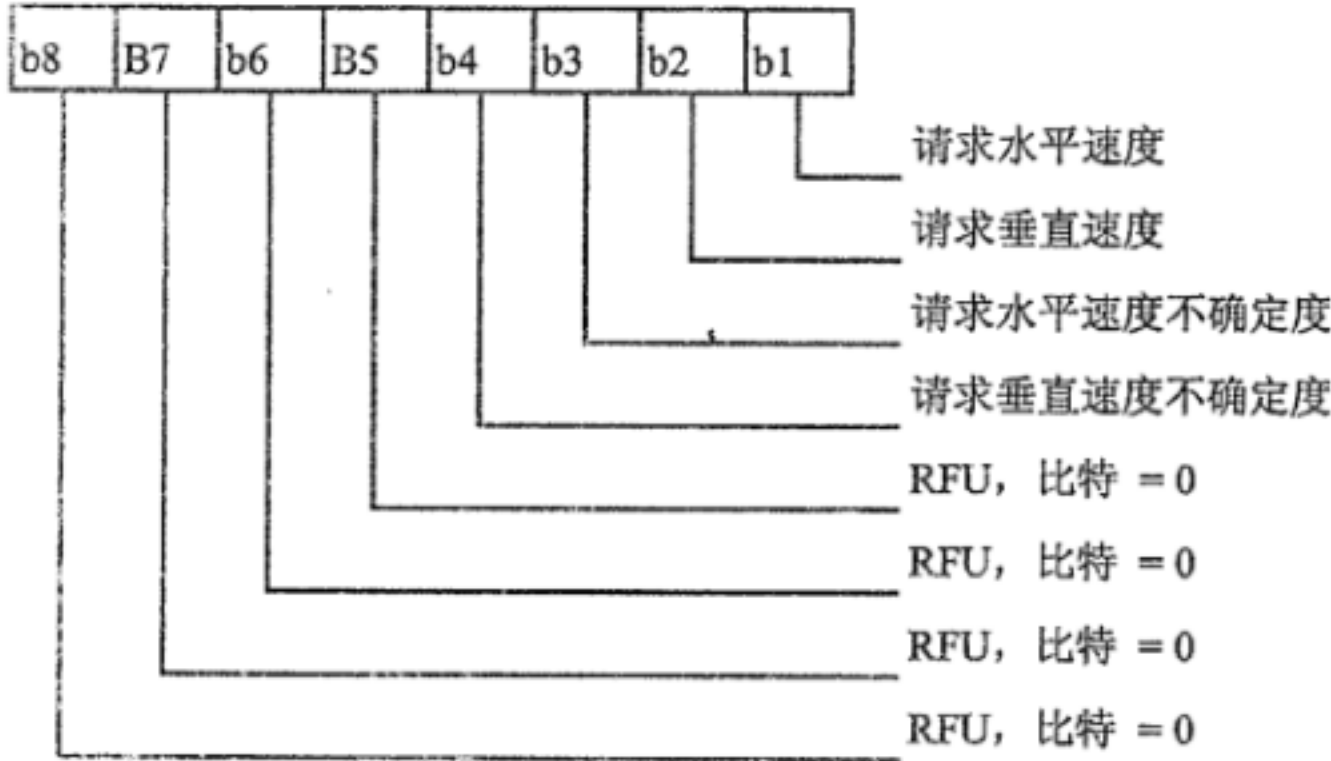 b8 B7 b6 B5 b4 b3 b2 b1
请求水平速度
请求垂直速度
请求水平速度不确定度
请求垂直速度不确定度
RFU，比特 = 0
RFU，比特 = 0
RFU，比特 = 0
RFU，比特 = 0